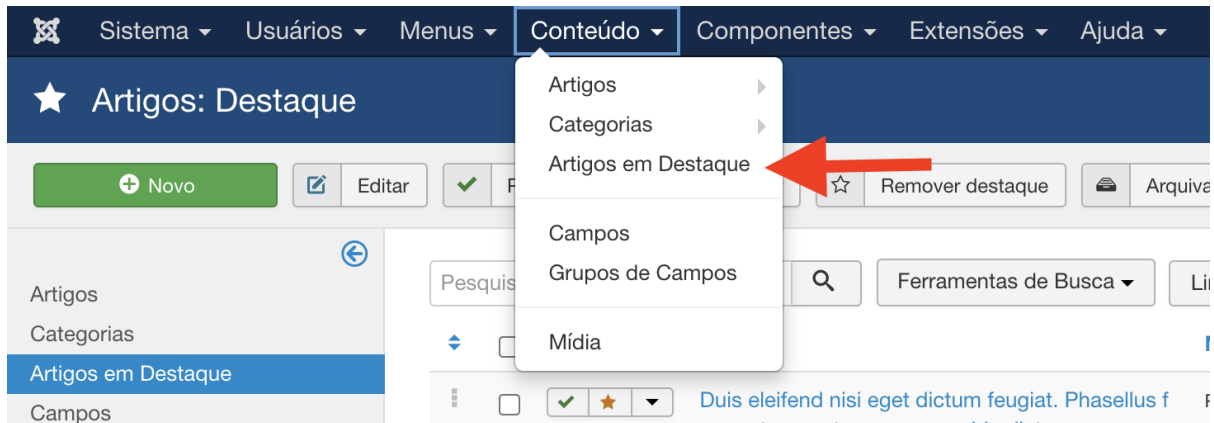 Sistema Usuários Menus Conteúdo Componentes Extensões Ajuda
Artigos: Destaque
Artigos
Categorias
Artigos em Destaque
Campos
Grupos de Campos
Mídia
Novo Editar Remover destaque
Artigos
Categorias
Artigos em Destaque
Campos
Ferramentas de Busca
Duis eleifend nisi eget dictum feugiat. Phasellus f